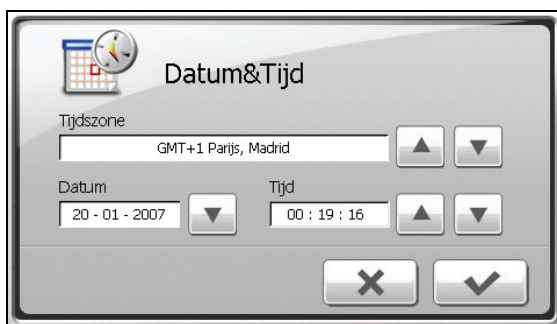 Datum&Tijd
Tijdszone
GMT+1 Parijs, Madrid
Datum Tijd
20 - 01 - 2007 00 : 19 : 16